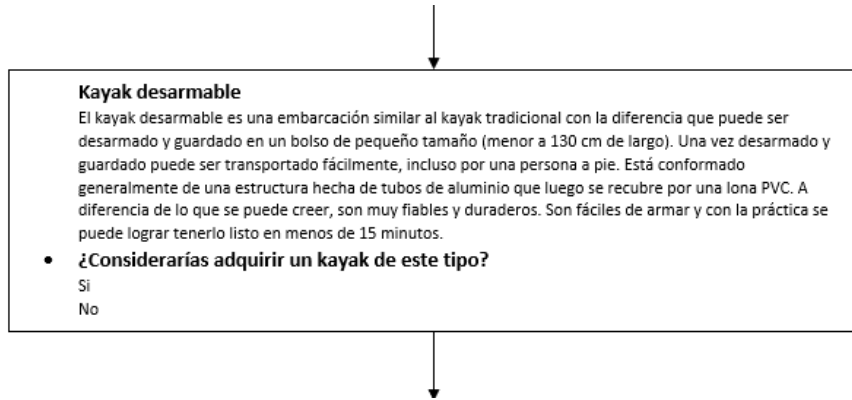 Kayak desarmable
El kayak desarmable es una embarcación similar al kayak tradicional con la diferencia que puede ser
desarmado y guardado en un bolso de pequeño tamaño (menor a 130 cm de largo). Una vez desarmado y
guardado puede ser transportado fácilmente, incluso por una persona a pie. Está conformado
generalmente de una estructura hecha de tubos de aluminio que luego se recubre por una lona PVC. A
diferencia de lo que se puede creer, son muy fiables y duraderos. Son fáciles de armar y con la práctica se
puede lograr tenerlo listo en menos de 15 minutos.
• ¿Considerarías adquirir un kayak de este tipo?
Si
No